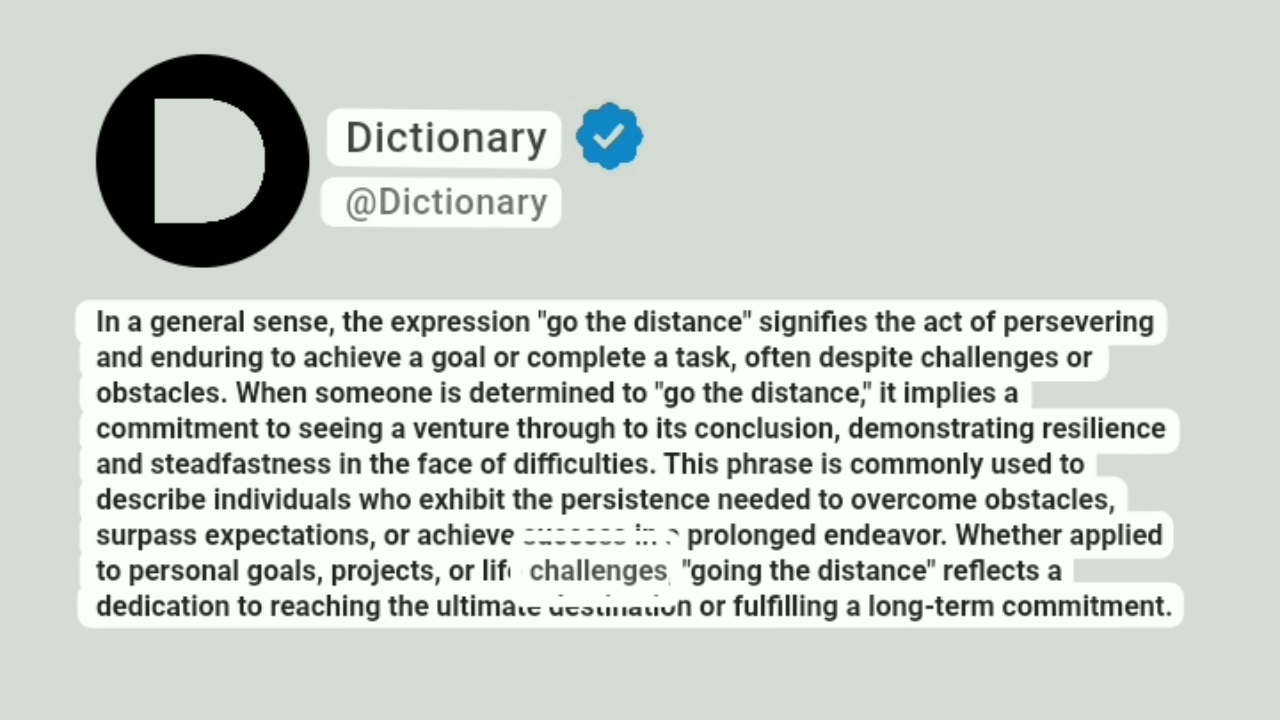 D
Dictionary
@Dictionary
In a general sense, the expression "go the distance" signifies the act of persevering
and enduring to achieve a goal or complete a task, often despite challenges or
obstacles. When someone is determined to "go the distance," it implies a
commitment to seeing a venture through to its conclusion, demonstrating resilience
and steadfastness in the face of difficulties. This phrase is commonly used to
describe individuals who exhibit the persistence needed to overcome obstacles,
surpass expectations, or achieve prolonged endeavor. Whether applied
to personal goals, projects, or challenges, "going the distance" reflects a
dedication to reaching the ultimate destination or fulfilling a long-term commitment.